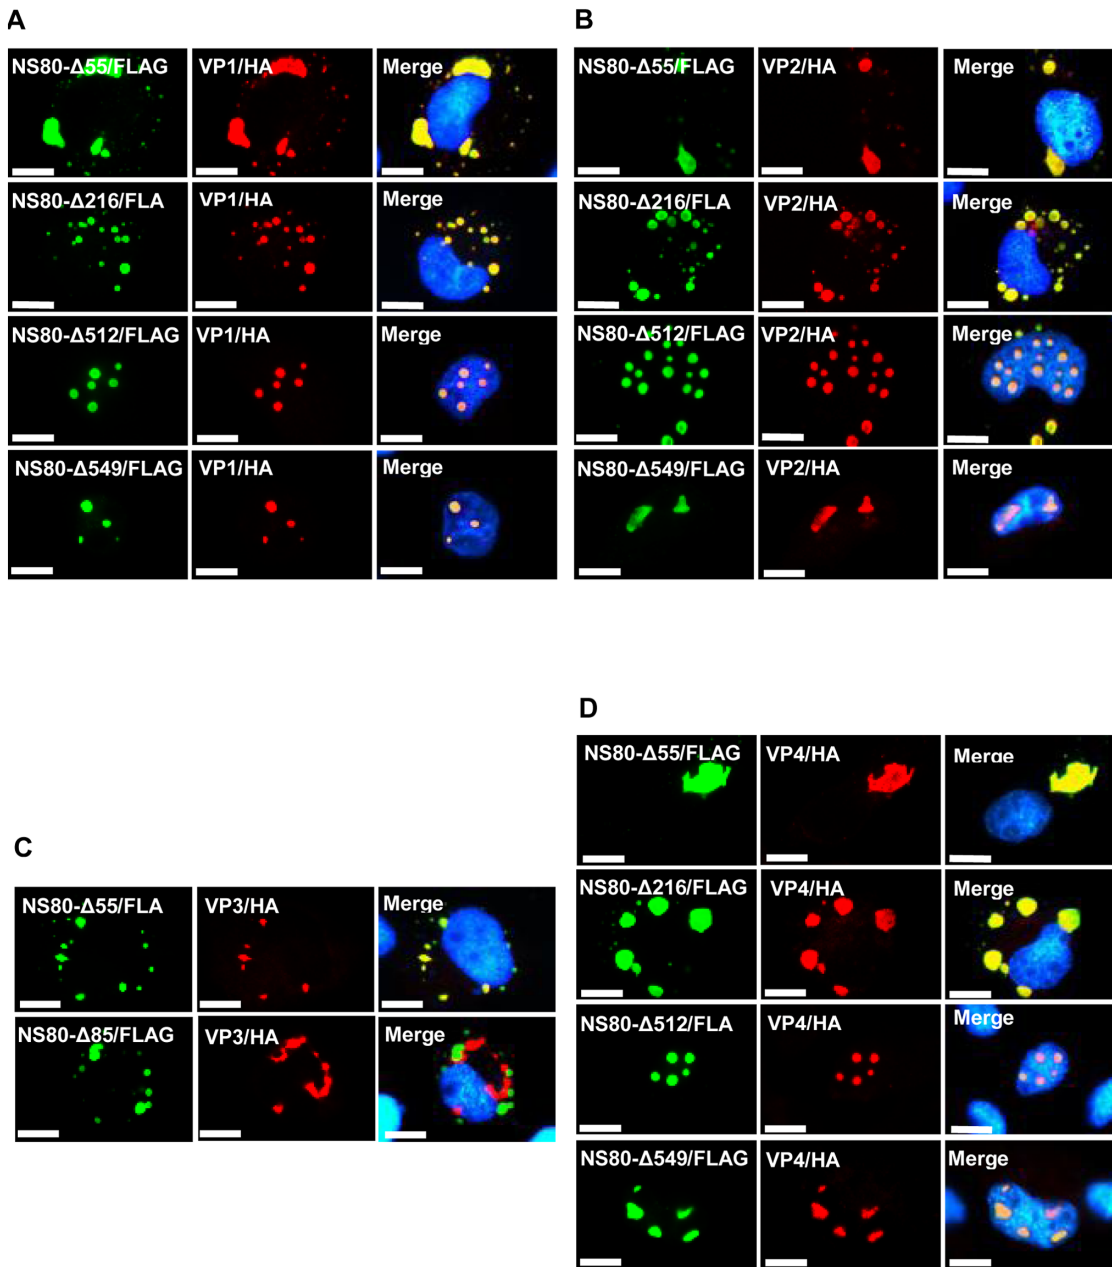 A
NS80-Δ55/FLAG VP1/HA Merge
NS80-Δ216/FLA VP1/HA Merge
NS80-Δ512/FLAG VP1/HA Merge
NS80-Δ549/FLAG VP1/HA Merge
B
NS80-Δ55/FLAG VP2/HA Merge
NS80-Δ216/FLA VP2/HA Merge
NS80-Δ512/FLAG VP2/HA Merge
NS80-Δ549/FLAG VP2/HA Merge
C
NS80-Δ55/FLA VP3/HA Merge
NS80-Δ85/FLAG VP3/HA Merge
D
NS80-Δ55/FLAG VP4/HA Merge
NS80-Δ216/FLAG VP4/HA Merge
NS80-Δ512/FLA VP4/HA Merge
NS80-Δ549/FLAG VP4/HA Merge